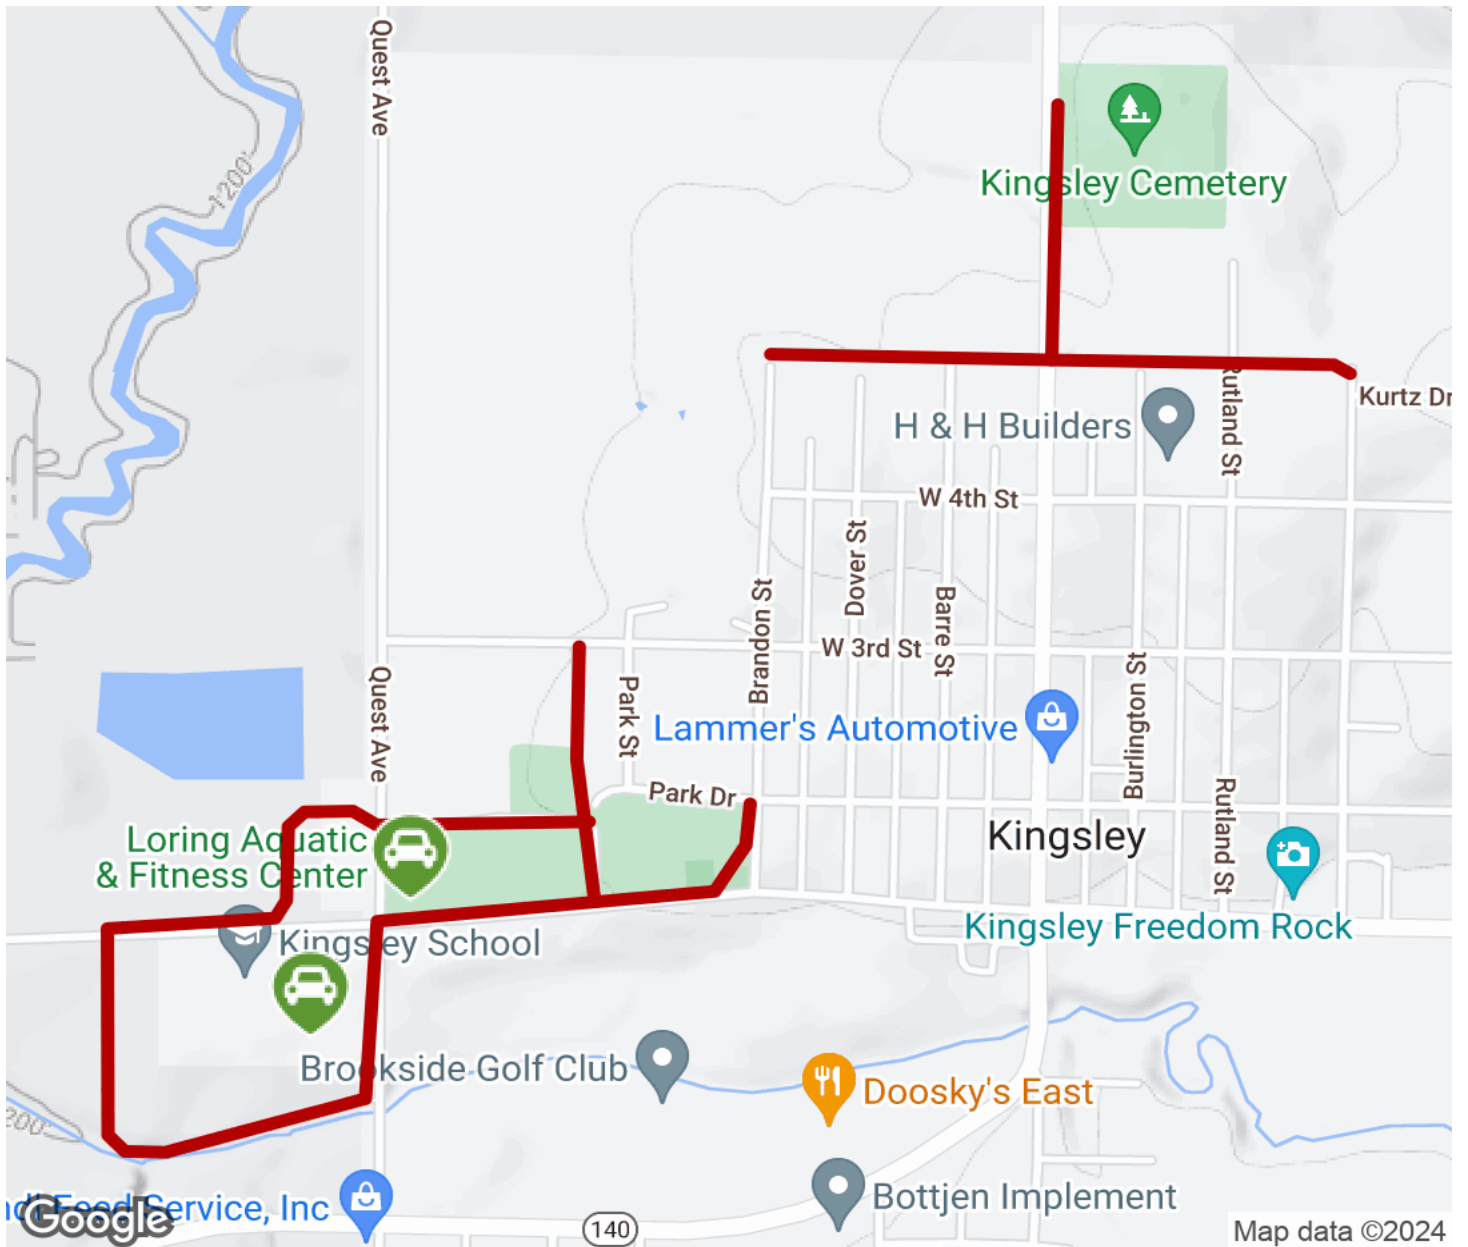 Quest Ave
1200'
Kingsley Cemetery
Kurtz Dr
H & H Builders
Rutland St
W 4th St
Dover St
Brandon St
Barre St
W 3rd St
Burlington St
Quest Ave
Park St
Lammer's Automotive
Park Dr
Rutland St
Kingsley
Loring Aquatic
& Fitness Center
Kingsley Freedom Rock
Kingsley School
Brookside Golf Club
Doosky's East
200'
Bottjen Implement
Feed Service, Inc
Google
140
Map data ©2024